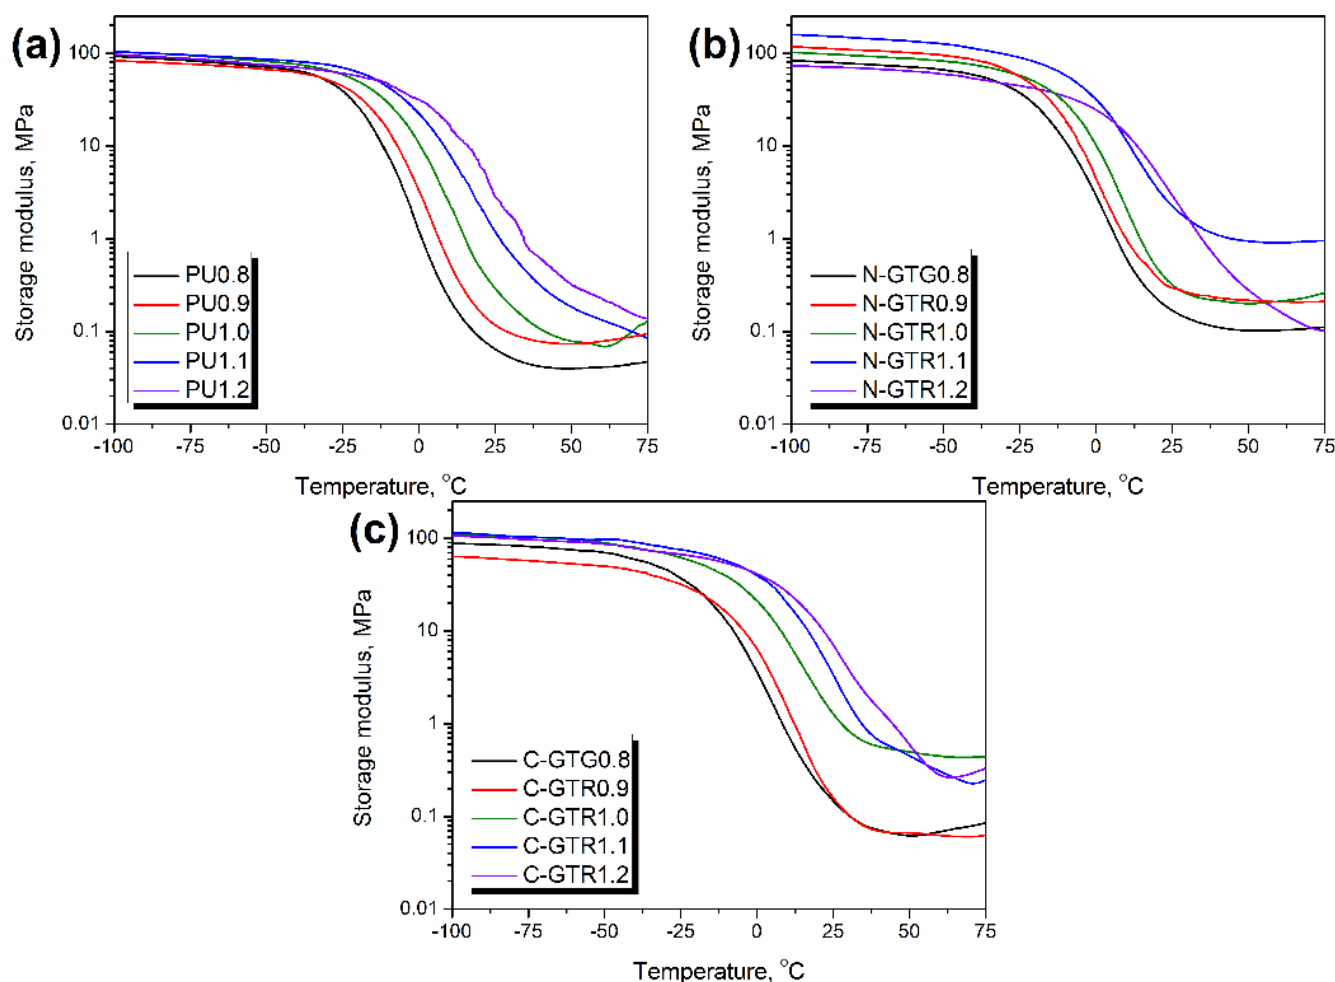 (a)
Storage modulus, MPa
100
10
1
0.1
0.01
PU0.8
PU0.9
PU1.0
PU1.1
PU1.2
-100 -75 -50 -25 0 25 50 75
Temperature, °C
(b)
Storage modulus, MPa
100
10
1
0.1
0.01
N-GTG0.8
N-GTR0.9
N-GTR1.0
N-GTR1.1
N-GTR1.2
-100 -75 -50 -25 0 25 50 75
Temperature, °C
(c)
Storage modulus, MPa
100
10
1
0.1
0.01
C-GTG0.8
C-GTR0.9
C-GTR1.0
C-GTR1.1
C-GTR1.2
-100 -75 -50 -25 0 25 50 75
Temperature, °C